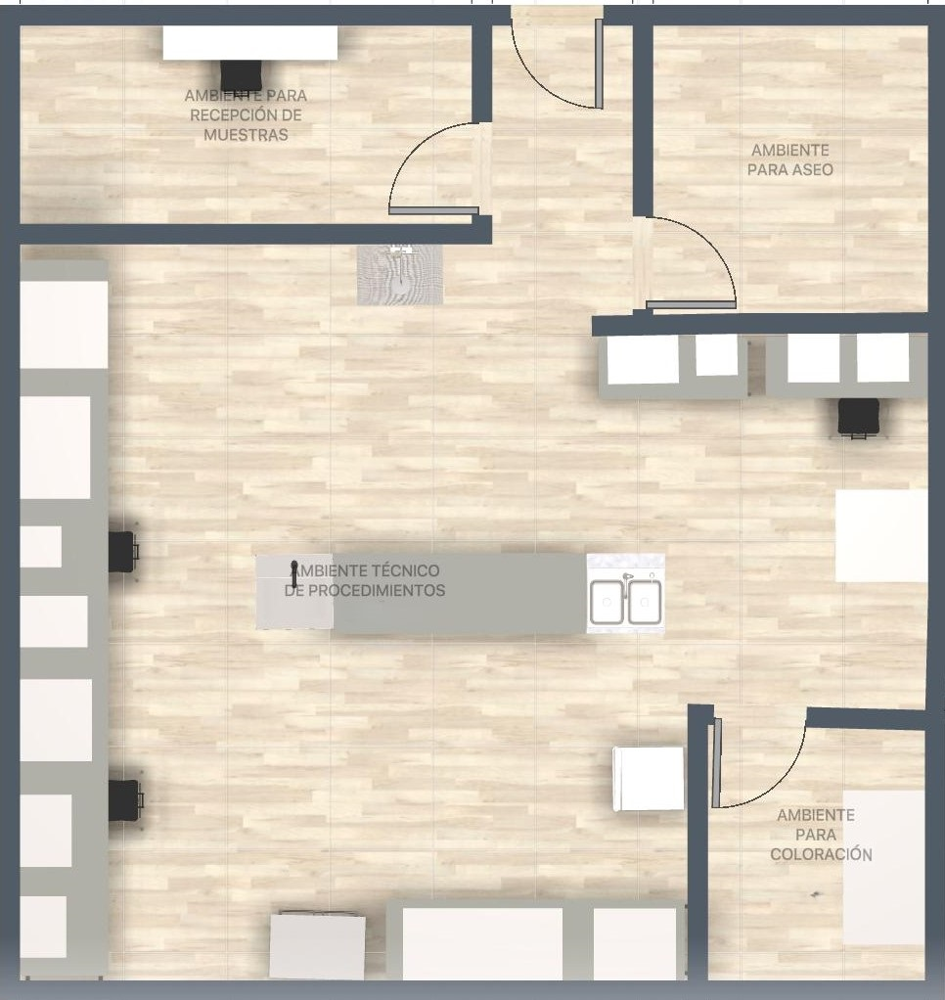 AMBIENTE PARA
RECEPCIÓN DE
MUESTRAS
AMBIENTE
PARA ASEO
AMBIENTE TÉCNICO
DE PROCEDIMIENTOS
AMBIENTE
PARA
COLORACIÓN